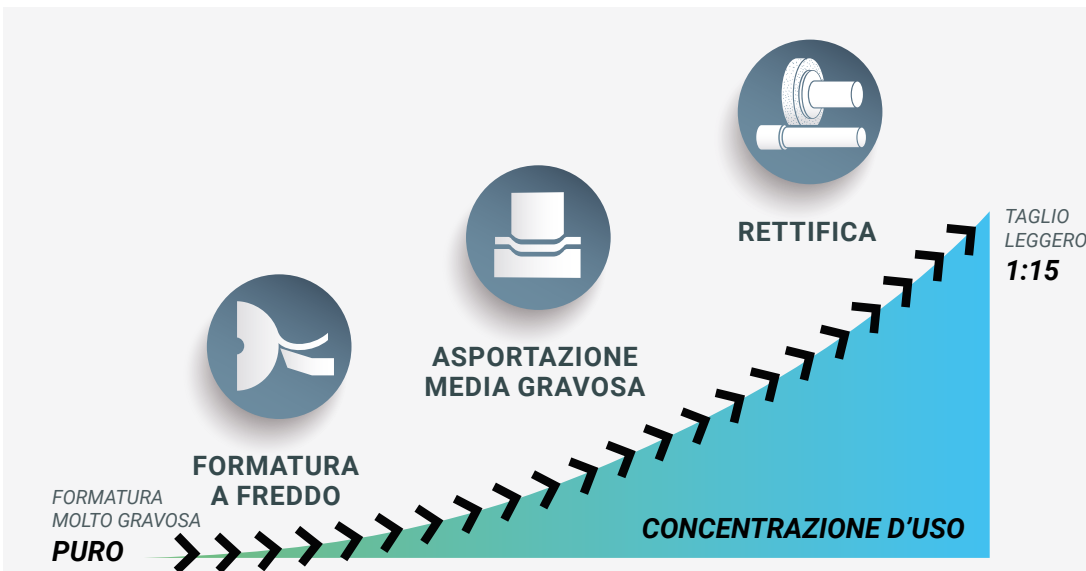 RETTIFICA
TAGLIO
LEGGERO
1:15
ASPORTAZIONE
MEDIA GRAVOSA
FORMATURA
A FREDDO
FORMATURA
MOLTO GRAVOSA
PURO
CONCENTRAZIONE D'USO